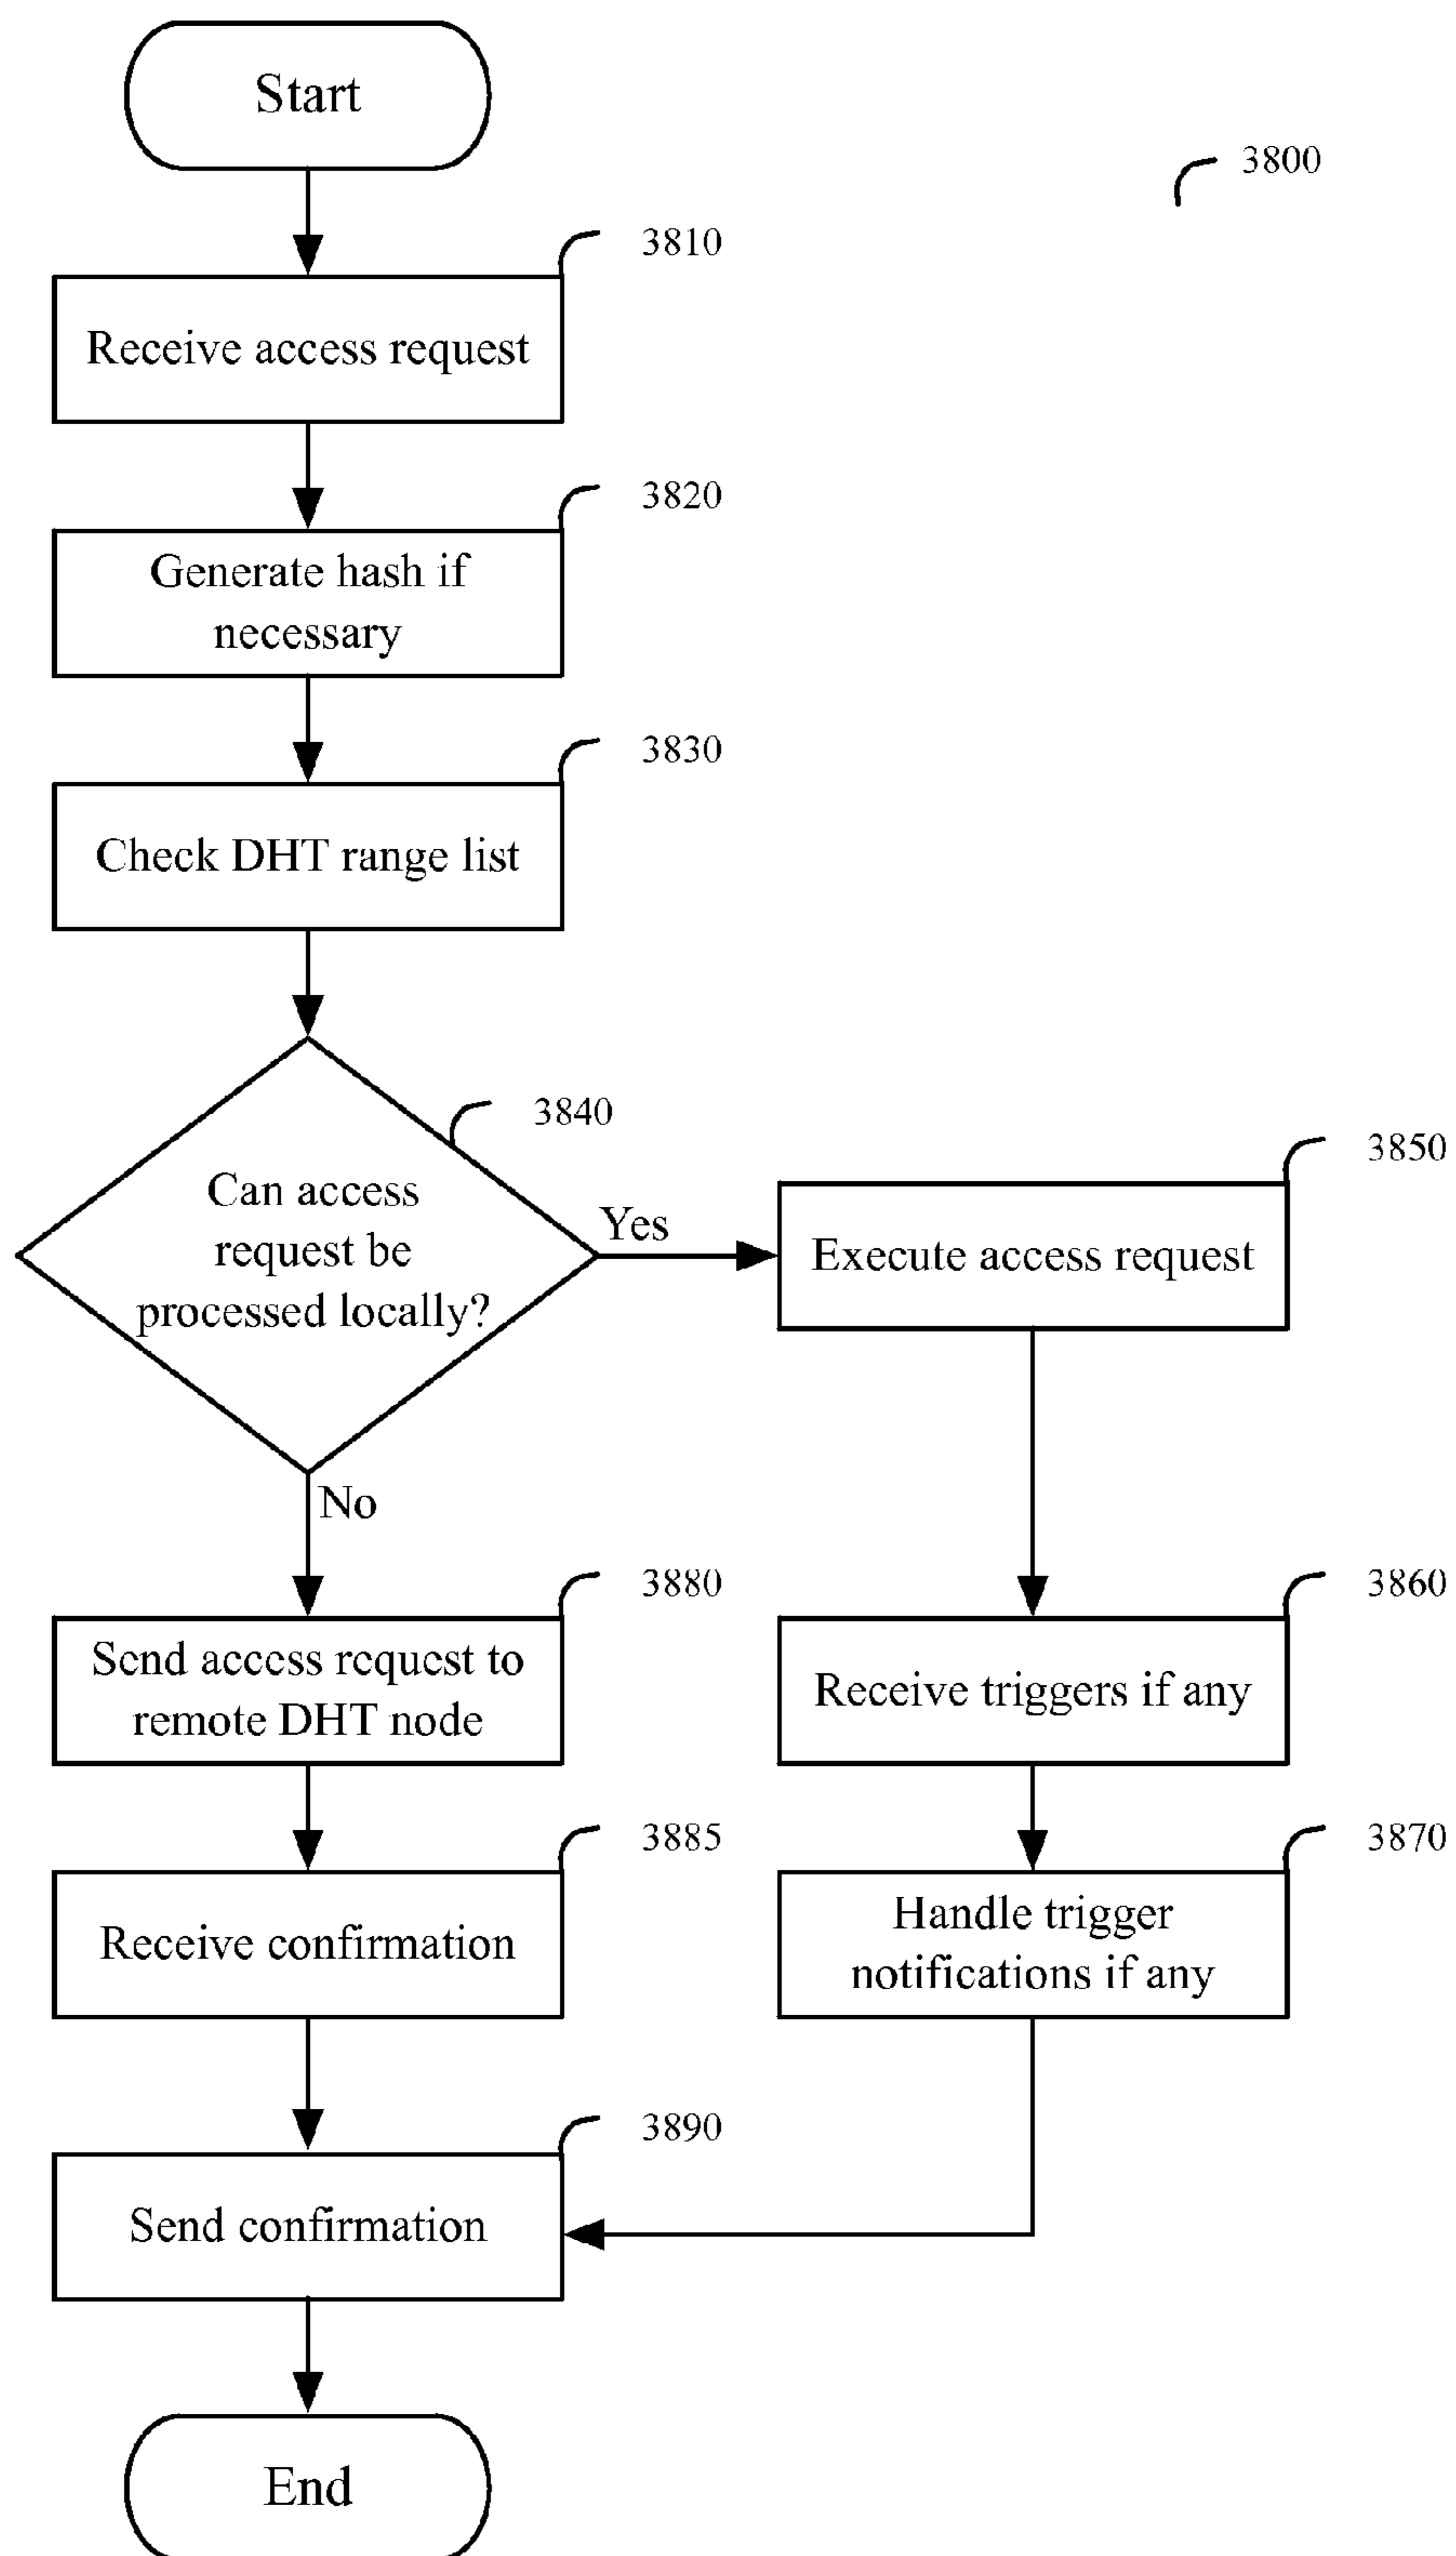 Start
3800
3810
Receive access request
3820
Generate hash if
necessary
3830
Check DHT range list
3840
Can access
request be
processed locally?
Yes
3850
Execute access request
No
3880
Send access request to
remote DHT node
3860
Receive triggers if any
3885
Receive confirmation
3870
Handle trigger
notifications if any
3890
Send confirmation
End